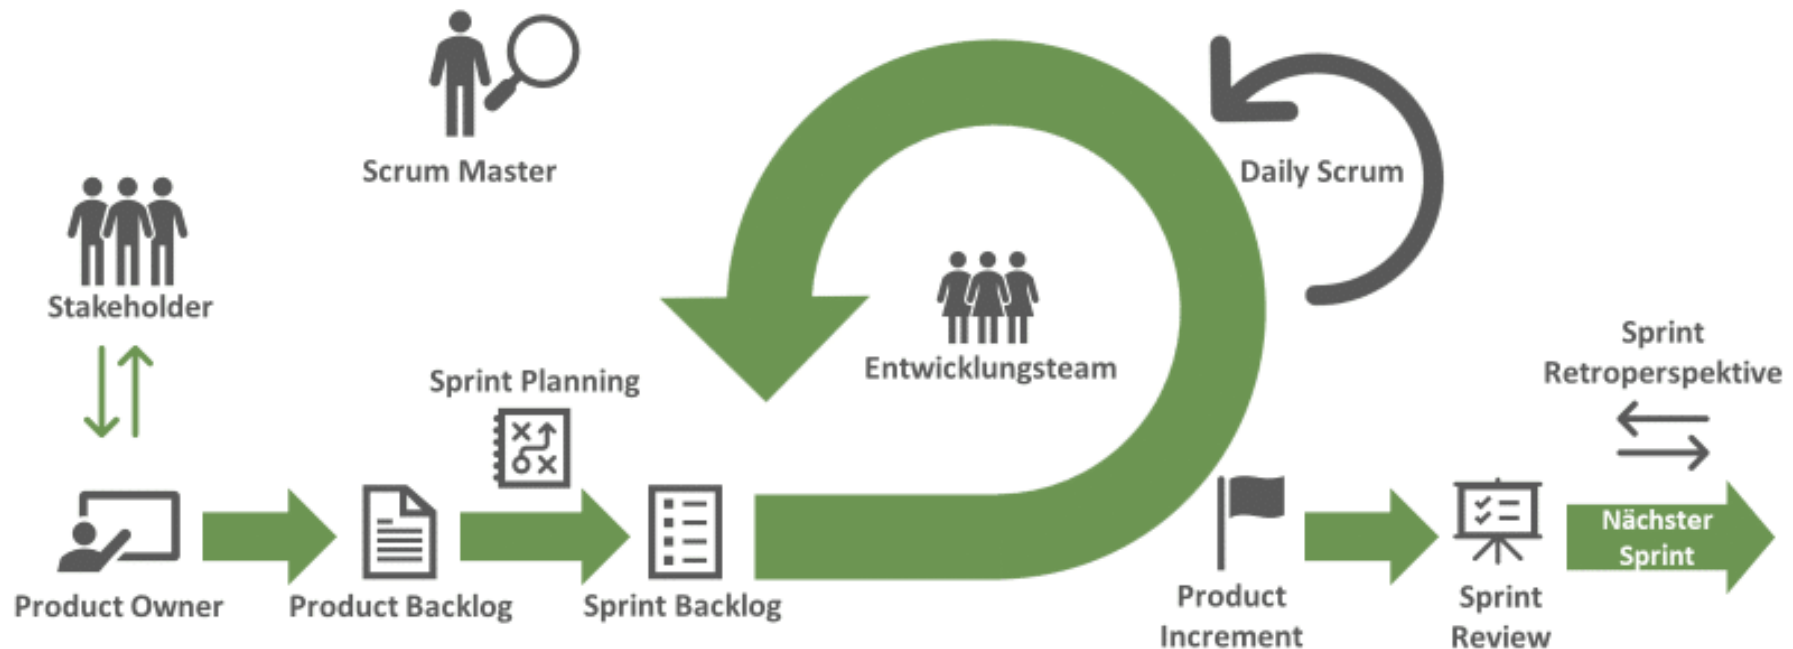 Scrum Master
Daily Scrum
Stakeholder
Entwicklungsteam
Sprint
Retroperspektive
Sprint Planning
Nächster
Sprint
Product Owner
Product Backlog
Sprint Backlog
Product
Increment
Sprint
Review